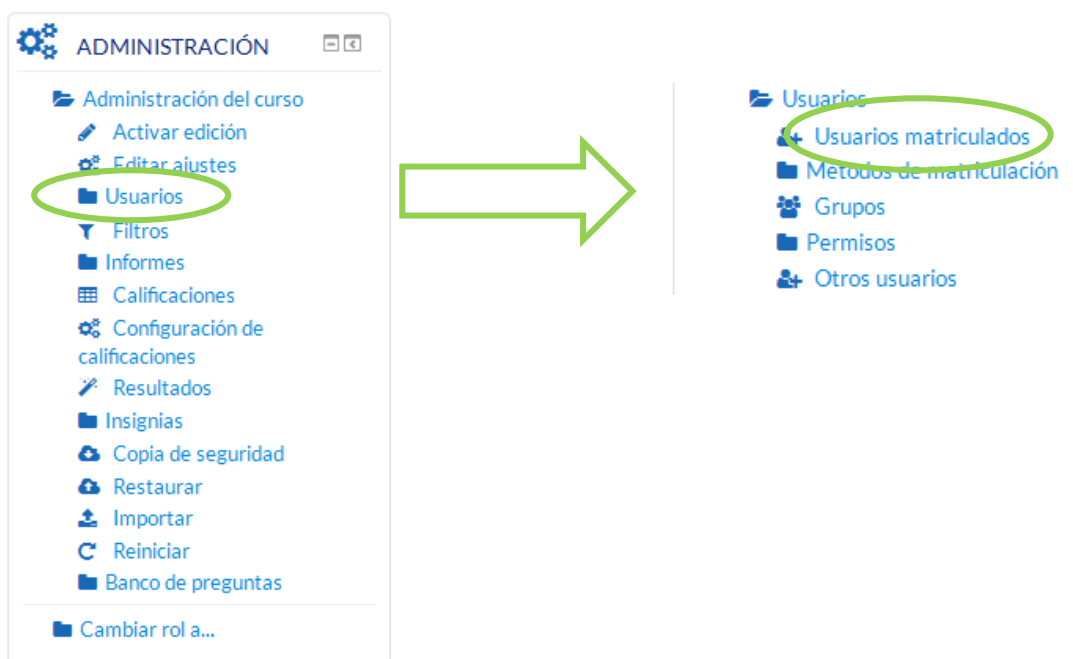 ADMINISTRACIÓN
Administración del curso
Activar edición
Editar ajustes
Usuarios
Filtros
Informes
Calificaciones
Configuración de
calificaciones
Resultados
Insignias
Copia de seguridad
Restaurar
Importar
Reiniciar
Banco de preguntas
Cambiar rol a...
Usuarios
Usuarios matriculados
Métodos de matriculación
Grupos
Permisos
Otros usuarios